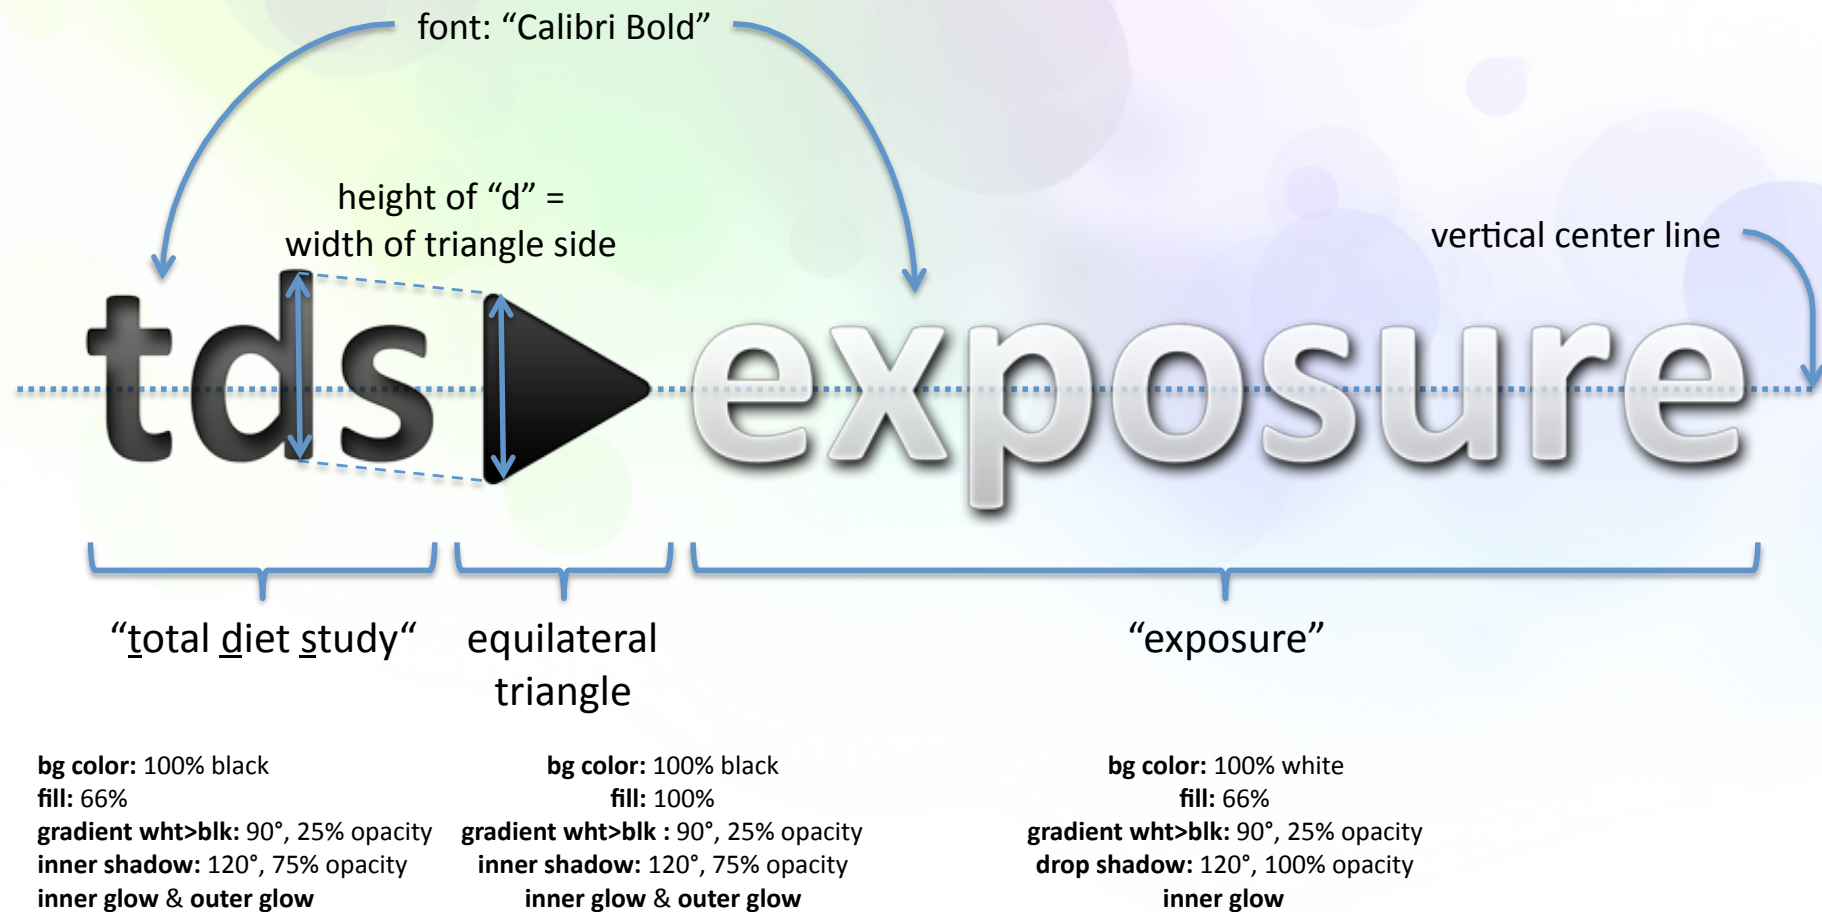 font: “Calibri Bold”
height of “d” =
width of triangle side
vertical center line
tds exposure
“total diet study“
equilateral
triangle
“exposure”
bg color: 100% black
fill: 66%
gradient wht>blk: 90°, 25% opacity
inner shadow: 120°, 75% opacity
inner glow & outer glow
bg color: 100% black
fill: 100%
gradient wht>blk : 90°, 25% opacity
inner shadow: 120°, 75% opacity
inner glow & outer glow
bg color: 100% white
fill: 66%
gradient wht>blk: 90°, 25% opacity
drop shadow: 120°, 100% opacity
inner glow